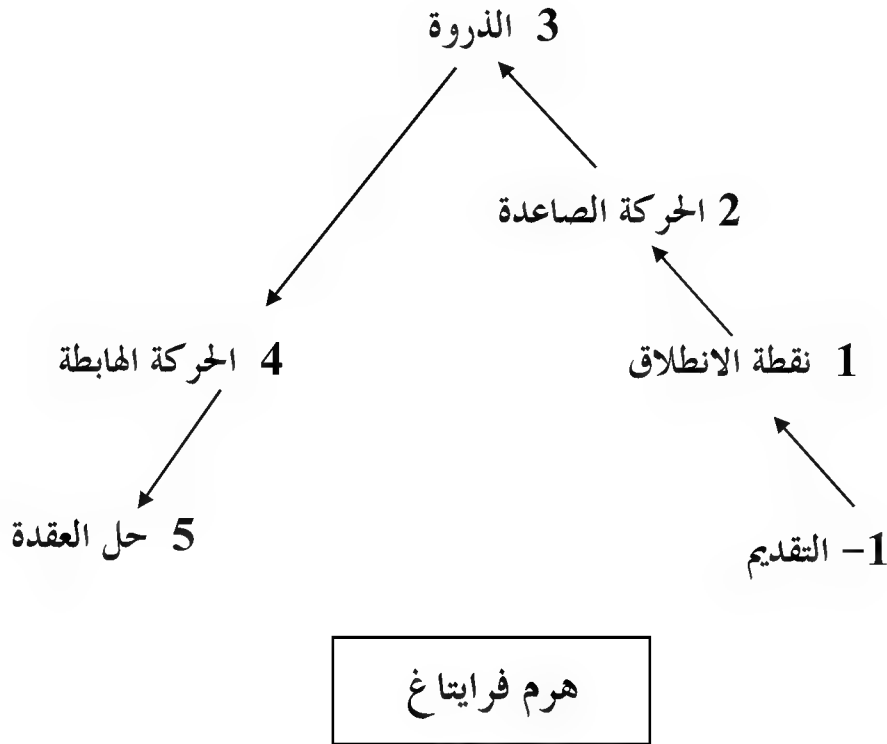 3 الذروة
2 الحركة الصاعدة
1 نقطة الانطلاق
4 الحركة الهابطة
1- التقديم
5 حل العقدة
هرم فرايتاغ